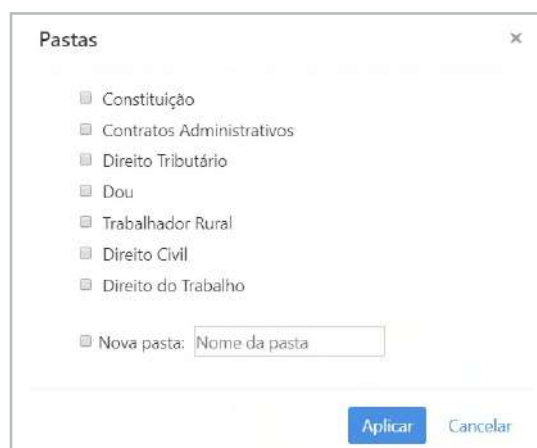 Pastas ×
Constituição
Contratos Administrativos
Direito Tributário
Dou
Trabalhador Rural
Direito Civil
Direito do Trabalho
Nova pasta: Nome da pasta
Aplicar Cancelar